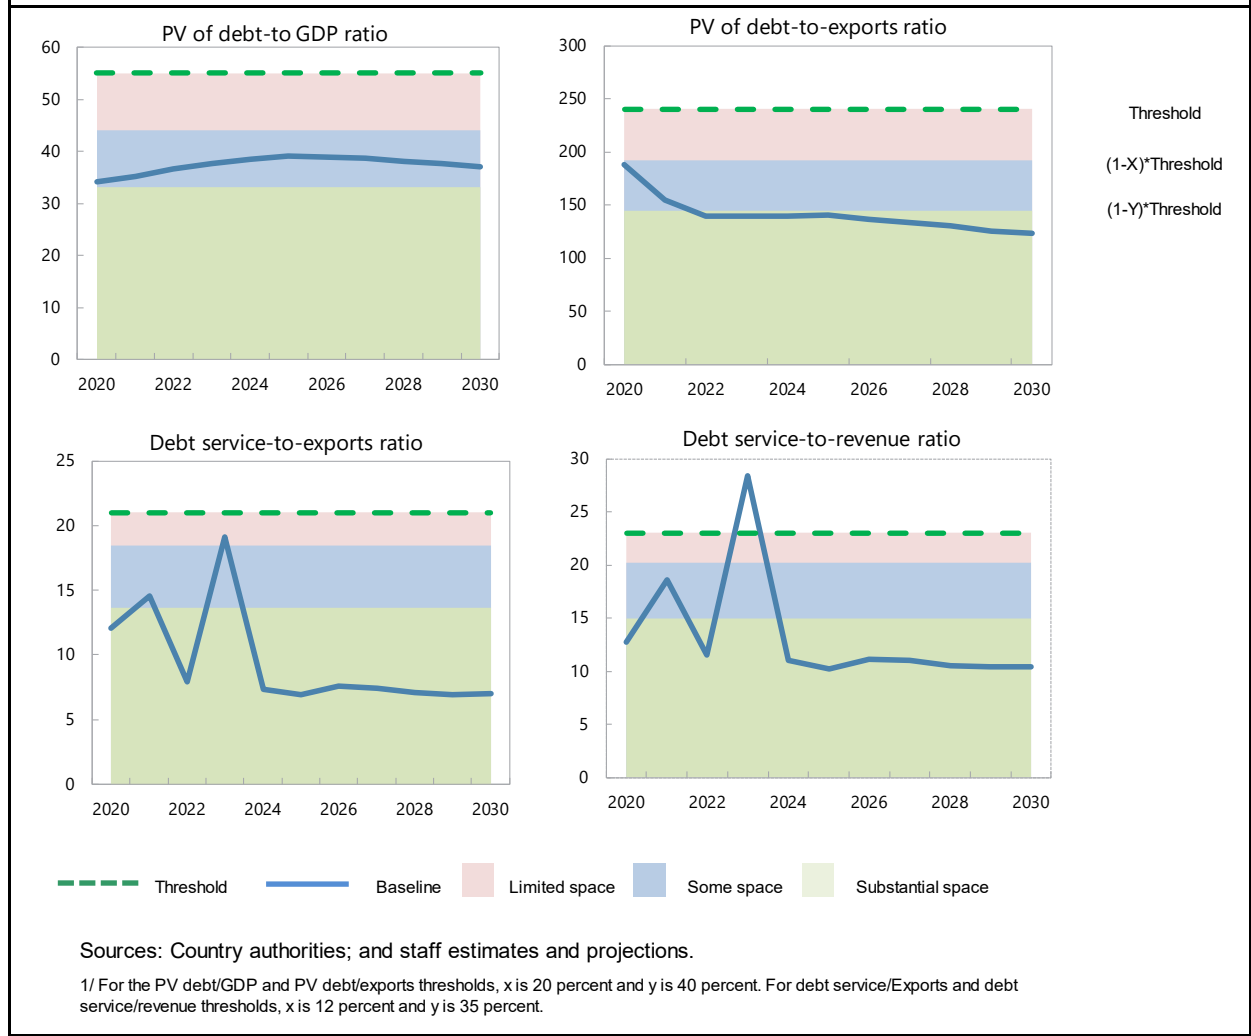 PV of debt-to GDP ratio
60
50
40
30
20
10
0
2020 2022 2024 2026 2028 2030
PV of debt-to-exports ratio
300
250
200
150
100
50
0
2020 2022 2024 2026 2028 2030
Threshold
(1-X)*Threshold
(1-Y)*Threshold
Debt service-to-exports ratio
25
20
15
10
5
0
2020 2022 2024 2026 2028 2030
Debt service-to-revenue ratio
30
25
20
15
10
5
0
2020 2022 2024 2026 2028 2030
Threshold Baseline Limited space Some space Substantial space
Sources: Country authorities; and staff estimates and projections.
1/ For the PV debt/GDP and PV debt/exports thresholds, x is 20 percent and y is 40 percent. For debt service/Exports and debt
service/revenue thresholds, x is 12 percent and y is 35 percent.